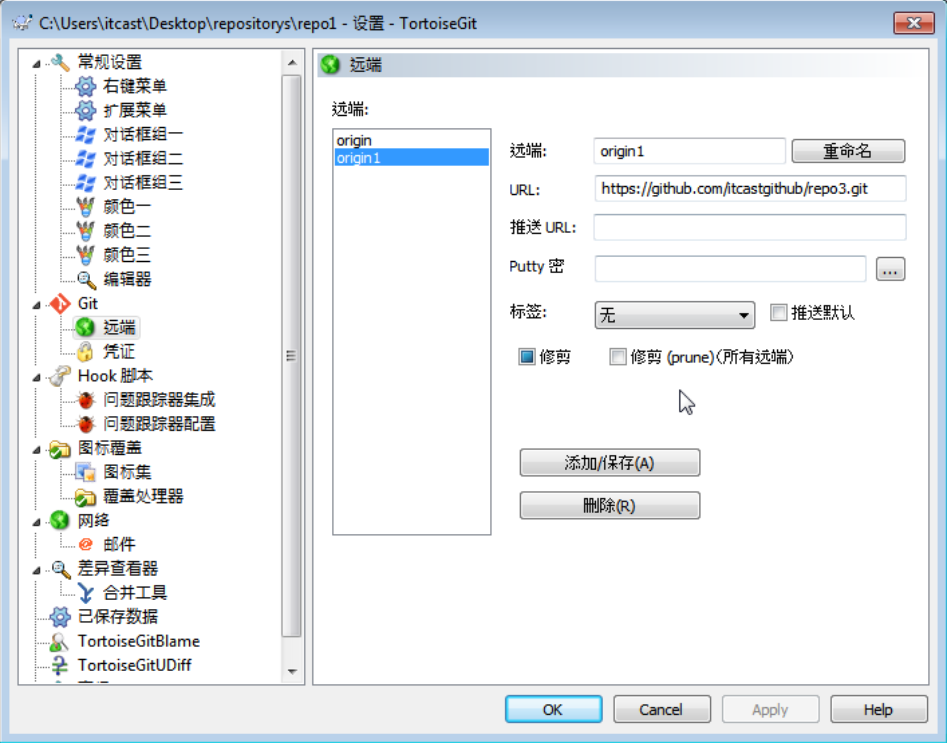 C:\Users\itcast\Desktop\repositorys\repo1 - 设置 - TortoiseGit
常规设置
右键菜单
扩展菜单
对话框组一
对话框组二
对话框组三
颜色一
颜色二
颜色三
编辑器
Git
远端
凭证
Hook 脚本
问题跟踪器集成
问题跟踪器配置
图标覆盖
图标集
覆盖处理器
网络
邮件
差异查看器
合并工具
已保存数据
TortoiseGitBlame
TortoiseGitUDiff
远端
远端:
origin
origin1
远端:
origin1
重命名
URL:
https://github.com/itcastgithub/repo3.git
推送 URL:
Putty 密
...
标签:
无
推送默认
修剪
修剪 (prune)(所有远端)
添加/保存(A)
删除(R)
OK
Cancel
Apply
Help